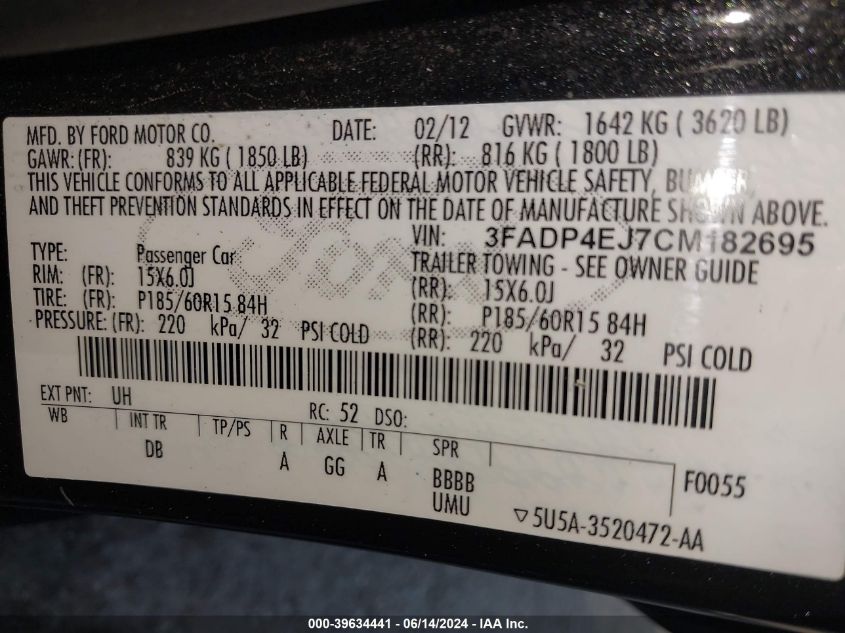 MFD. BY FORD MOTOR CO. DATE: 02/12 GVWR: 1642 KG ( 3620 LB)
GAWR: (FR): 839 KG ( 1850 LB) (RR): 816 KG ( 1800 LB)
THIS VEHICLE CONFORMS TO ALL APPLICABLE FEDERAL MOTOR VEHICLE SAFETY, BUMPER,
AND THEFT PREVENTION STANDARDS IN EFFECT ON THE DATE OF MANUFACTURE SHOWN ABOVE.
VIN: 3FADP4EJ7CM182695
TYPE: Passenger Car TRAILER TOWING - SEE OWNER GUIDE
RIM: (FR): 15X6.0J (RR): 15X6.0J
TIRE: (FR): P185/60R15 84H (RR): P185/60R15 84H
PRESSURE: (FR): 220 kPa/ 32 PSI COLD (RR): 220 kPa/ 32 PSI COLD
EXT PNT: UH RC: 52 DSO:
WB INT TR TP/PS R AXLE TR SPR
DB A GG A BBBB F0055
UMU
▽5U5A-3520472-AA
Ford
000-39634441 - 06/14/2024 - IAA Inc.